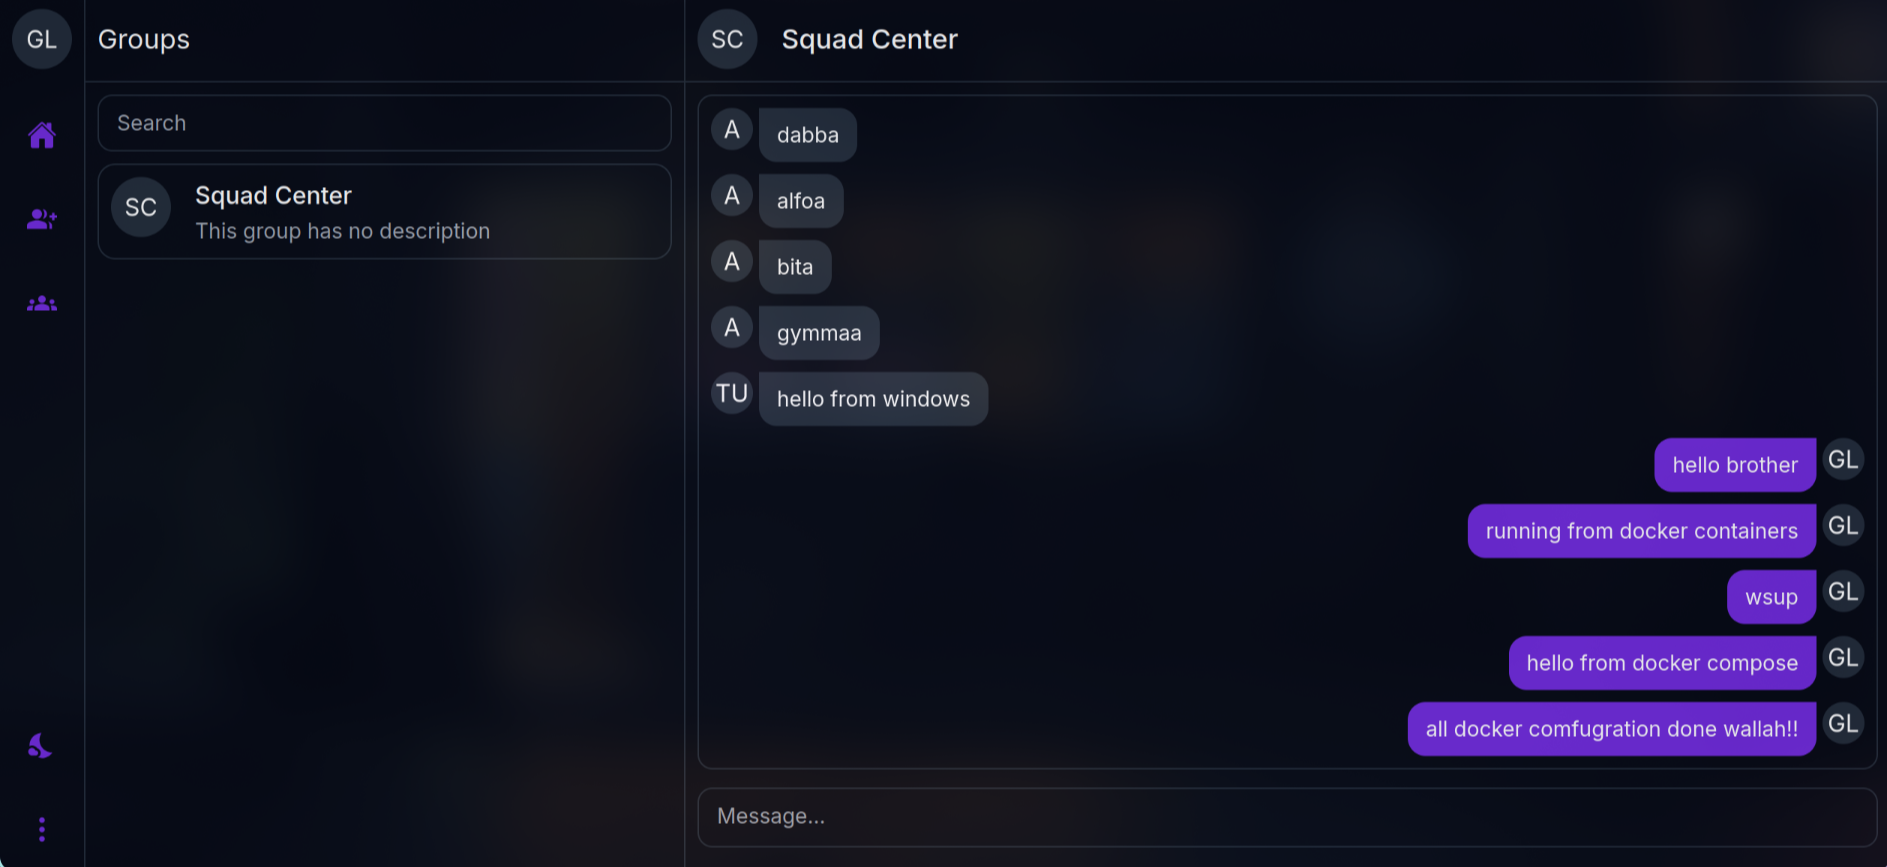 GL
Groups
Search
SC
Squad Center
This group has no description
SC
Squad Center
A
dabba
A
alfoa
A
bita
A
gymmaa
TU
hello from windows
hello brother
GL
running from docker containers
GL
wsup
GL
hello from docker compose
GL
all docker comfugration done wallah!!
GL
Message...